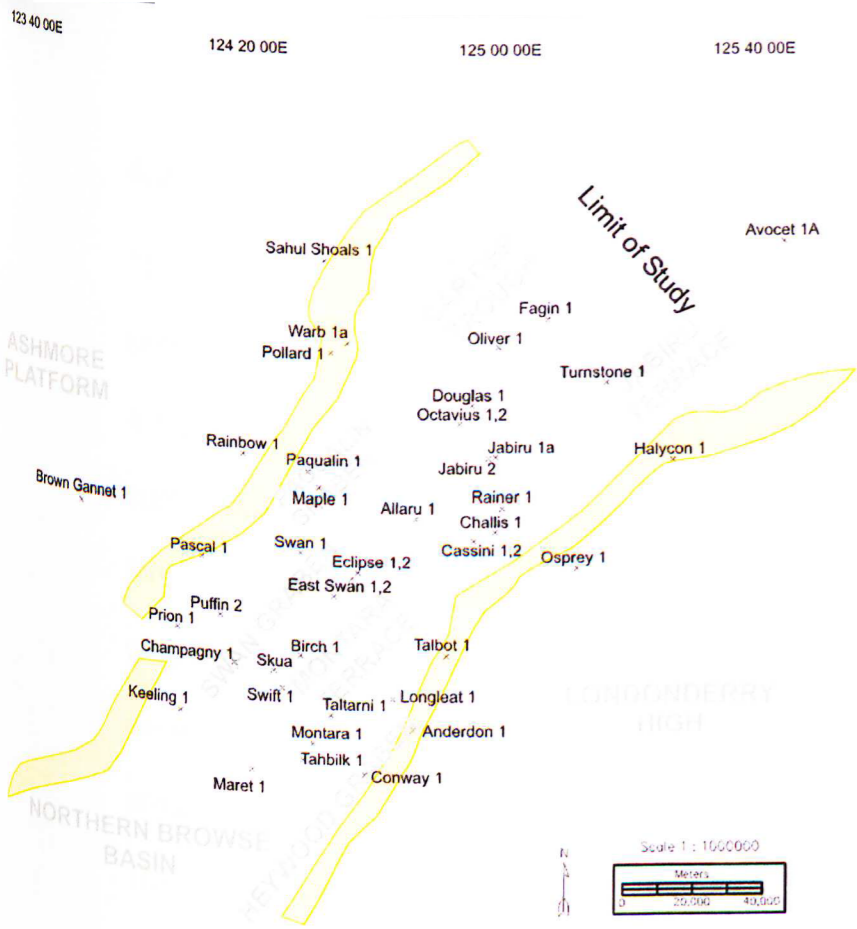 123 40 00E
124 20 00E
125 00 00E
125 40 00E
Limit of Study
Avocet 1A
Sahul Shoals 1
Fagin 1
Warb 1a
Oliver 1
Pollard 1
ASHMORE
PLATFORM
Turnstone 1
Douglas 1
Octavius 1,2
Rainbow 1
Jabiru 1a
Halycon 1
Paqualin 1
Jabiru 2
Brown Gannet 1
Maple 1
Rainer 1
Allaru 1
Challis 1
Pascal 1
Swan 1
Cassini 1,2
Eclipse 1,2
Osprey 1
East Swan 1,2
Puffin 2
Prion 1
Champagny 1
Birch 1
Talbot 1
Skua
SWAN GRABEN
MONTARA
TERRACE
Keeling 1
Swift 1
Taltarni 1
Longleat 1
LONDONDERRY
HIGH
Montara 1
Anderdon 1
Tahbilk 1
Maret 1
Conway 1
HEYWOOD GRABEN
NORTHERN BROWSE
BASIN
N
Scale 1 : 1000000
Meters
0 20,000 40,000